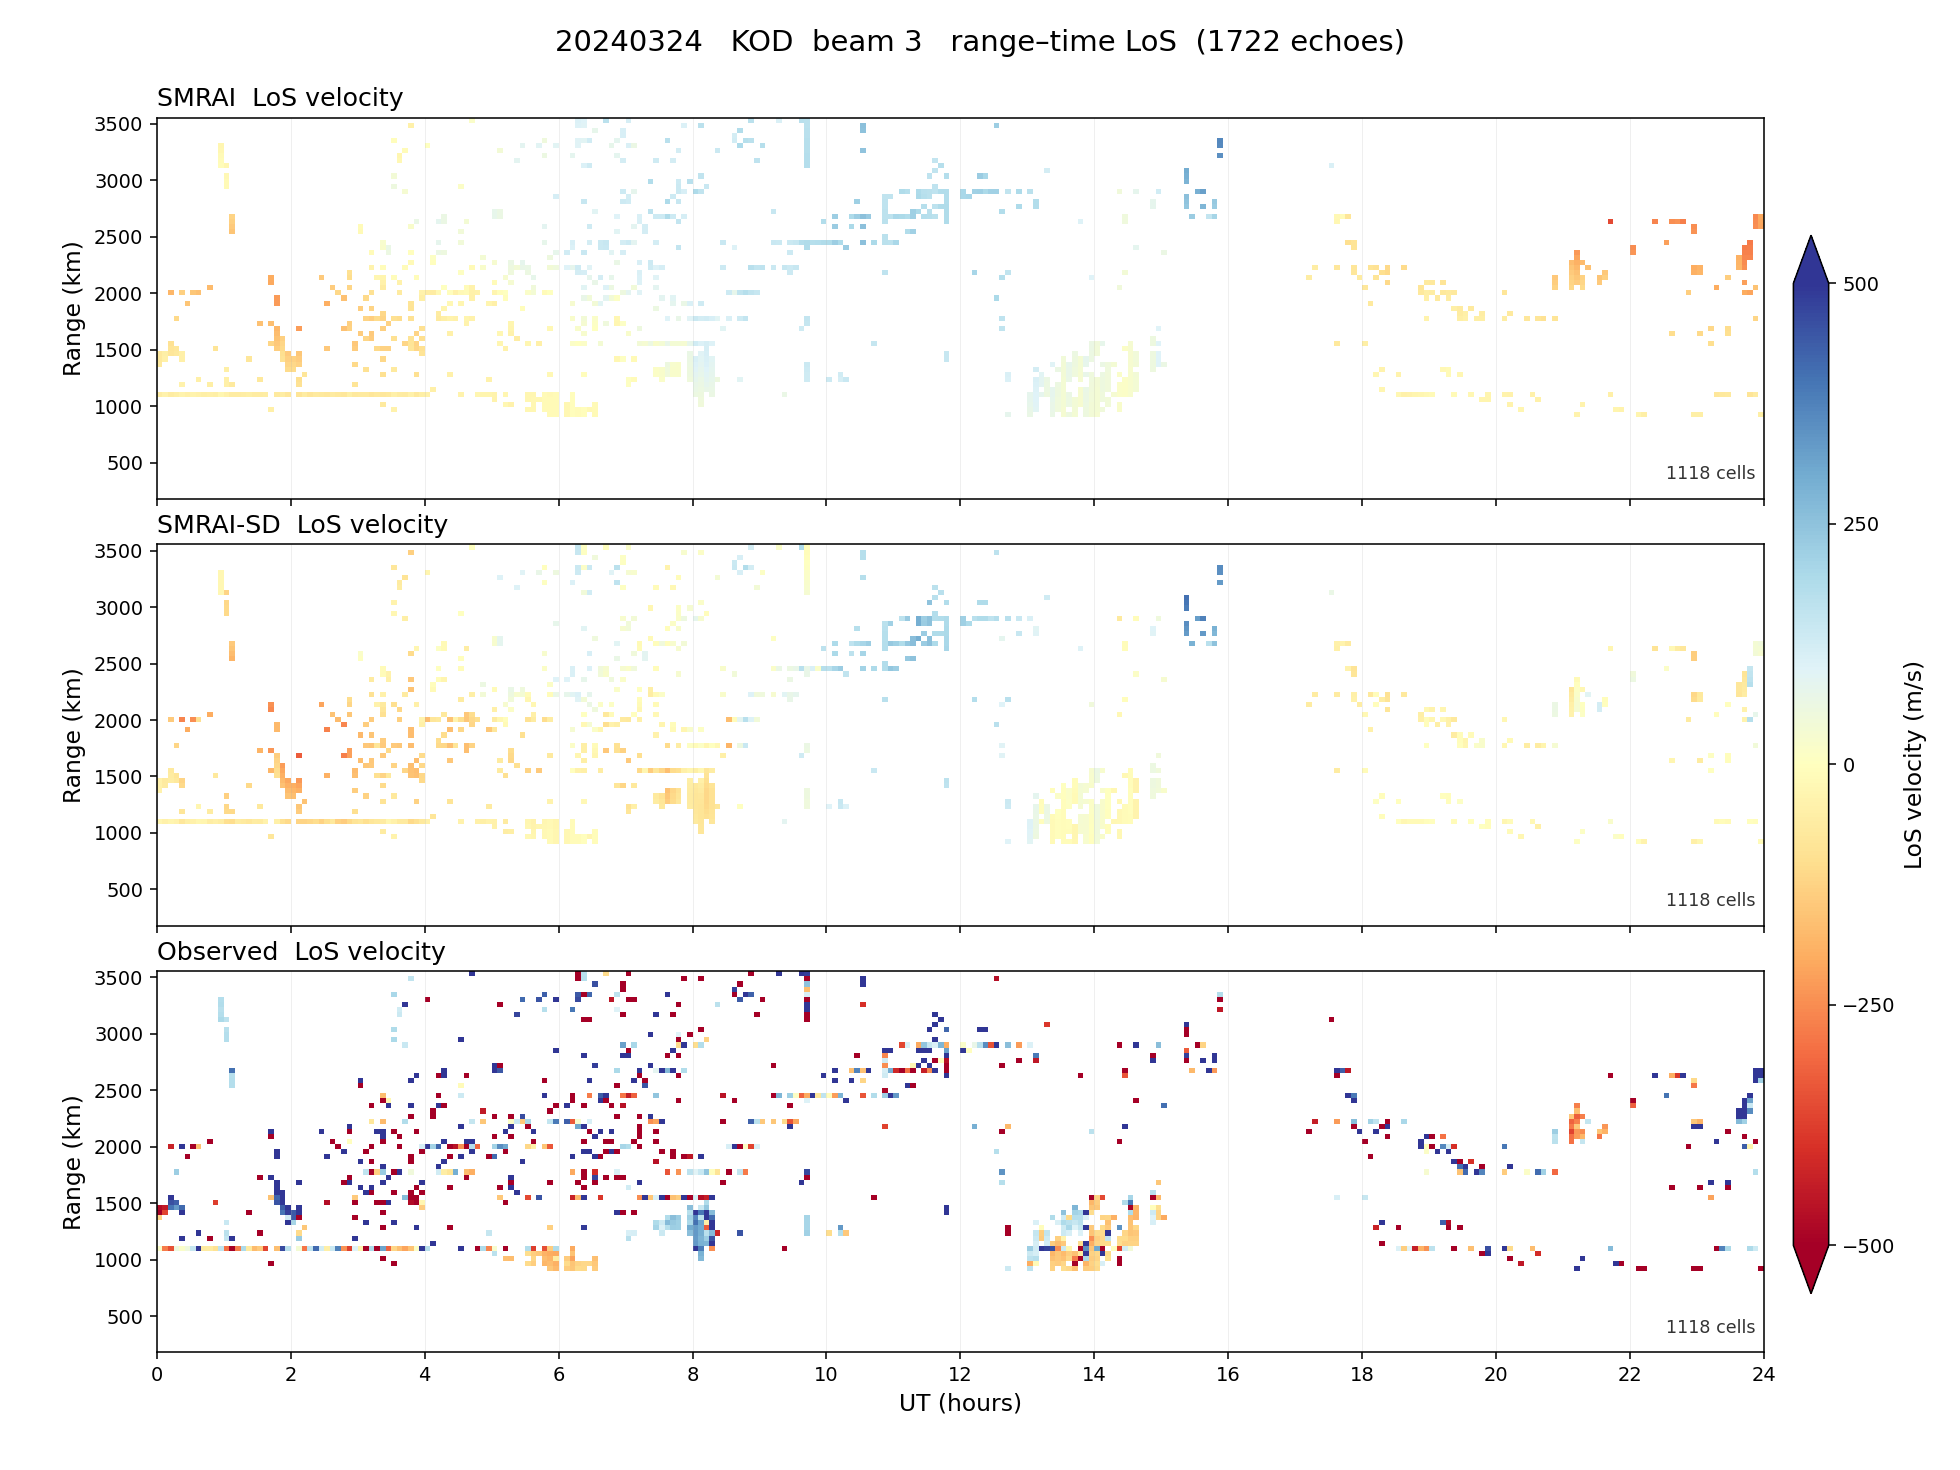 20240324   KOD  beam 3   range–time LoS  (1722 echoes)
SMRAI  LoS velocity
3500
3000
2500
2000
1500
1000
500
Range (km)
1118 cells
SMRAI-SD  LoS velocity
3500
3000
2500
2000
1500
1000
500
Range (km)
1118 cells
Observed  LoS velocity
3500
3000
2500
2000
1500
1000
500
Range (km)
1118 cells
0 2 4 6 8 10 12 14 16 18 20 22 24
UT (hours)
500
250
0
−250
−500
LoS velocity (m/s)